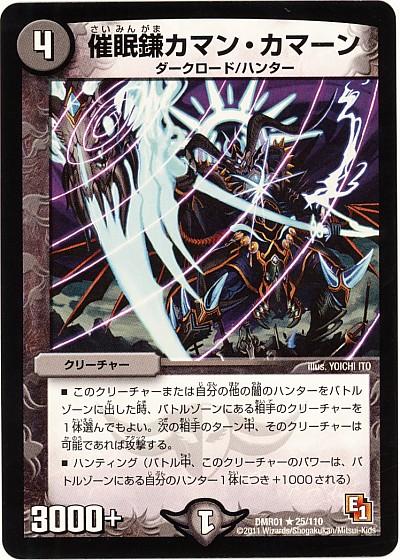 4
さいみんがま
催眠鎌カマン・カマーン
ダークロード/ハンター
クリーチャー
illus. YOICHI ITO
■ このクリーチャーまたは自分の他の闇のハンターをバトル
ゾーンに出した時、バトルゾーンにある相手のクリーチャーを
1体選んでもよい。次の相手のターン中、そのクリーチャーは
可能であれば攻撃する。
■ ハンティング(バトル中、このクリーチャーのパワーは、バ
トルゾーンにある自分のハンター1体につき+1000される)
3000+
1
E1
DMR01 ★ 25/110
©2011 Wizards/Shogakukan/Mitsui-Kids